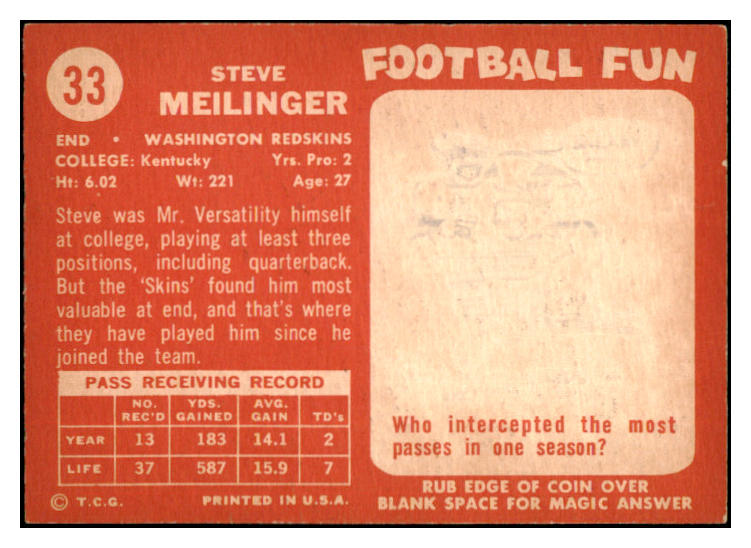 33
STEVE
MEILINGER
END • WASHINGTON REDSKINS
COLLEGE: Kentucky Yrs. Pro: 2
Ht: 6.02 Wt: 221 Age: 27
Steve was Mr. Versatility himself
at college, playing at least three
positions, including quarterback.
But the 'Skins' found him most
valuable at end, and that's where
they have played him since he
joined the team.
PASS RECEIVING RECORD
NO. REC'D YDS. GAINED AVG. GAIN TD's
YEAR 13 183 14.1 2
LIFE 37 587 15.9 7
© T.C.G. PRINTED IN U.S.A.
FOOTBALL FUN
Who intercepted the most
passes in one season?
RUB EDGE OF COIN OVER
BLANK SPACE FOR MAGIC ANSWER